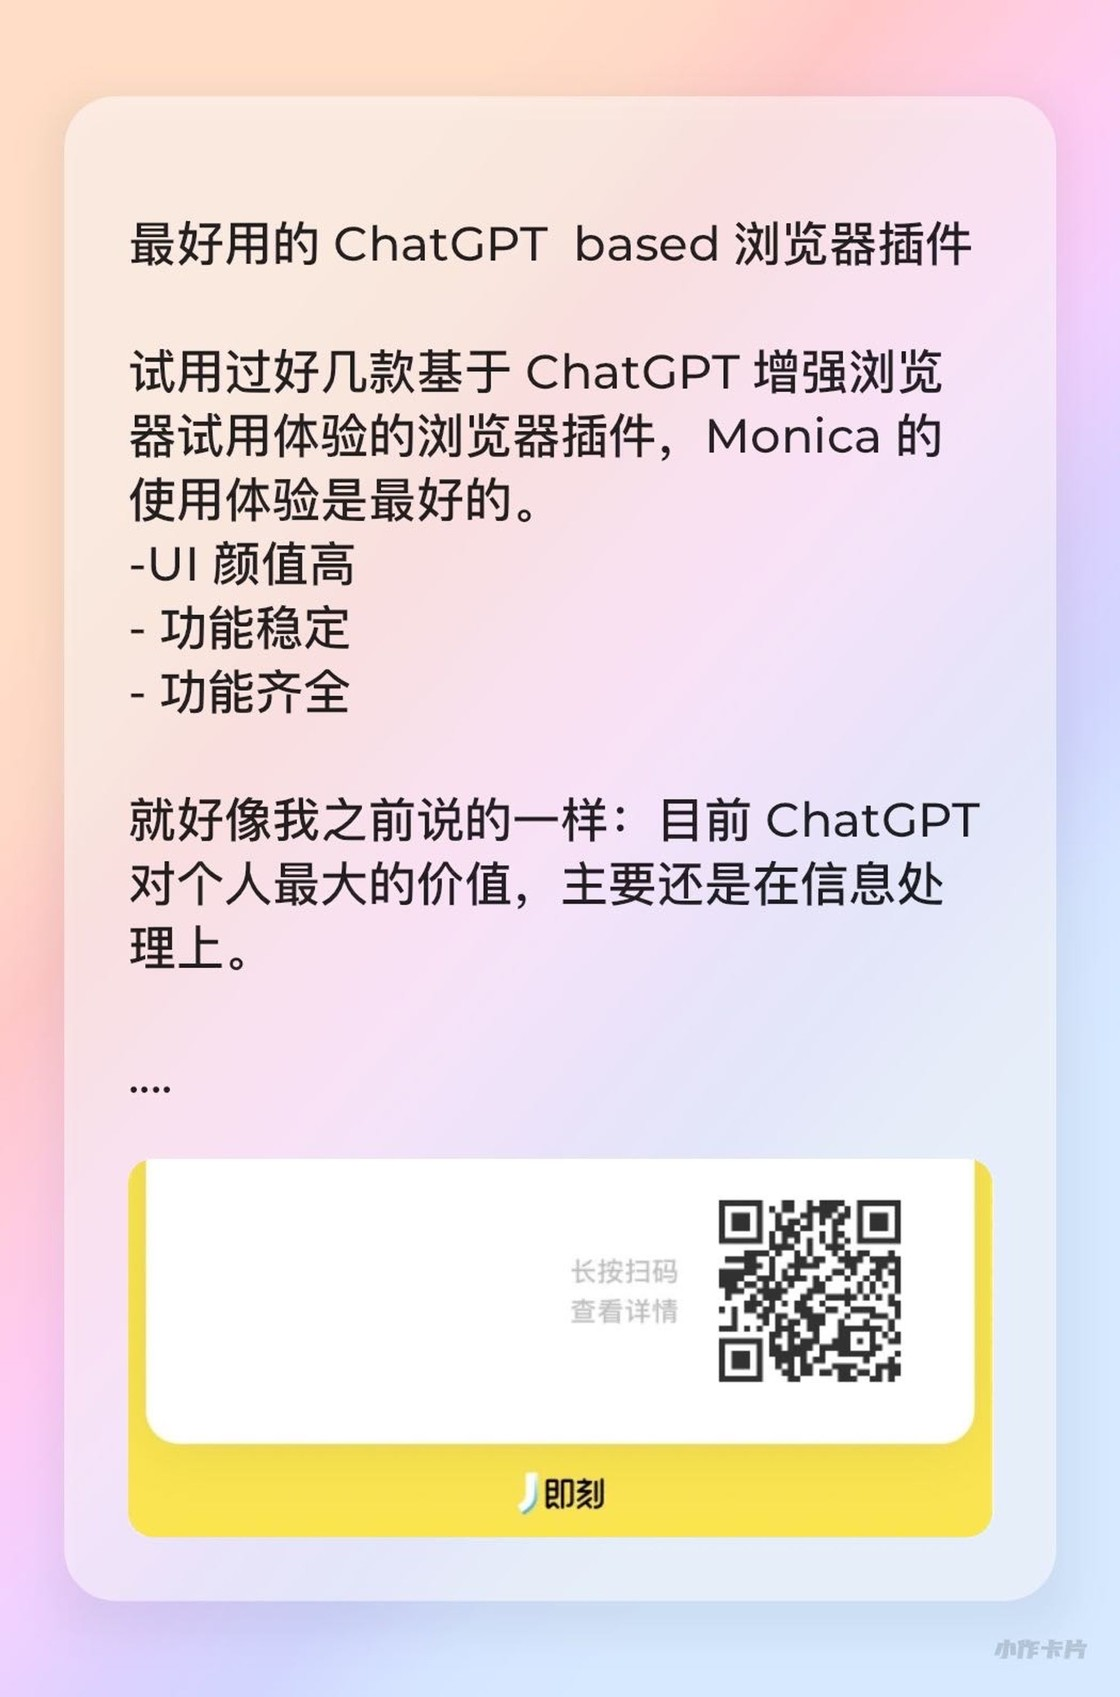 最好用的 ChatGPT  based 浏览器插件
试用过好几款基于 ChatGPT 增强浏览
器试用体验的浏览器插件，Monica 的
使用体验是最好的。
-UI 颜值高
- 功能稳定
- 功能齐全
就好像我之前说的一样：目前 ChatGPT
对个人最大的价值，主要还是在信息处
理上。
....
长按扫码
查看详情
即刻
小作卡片